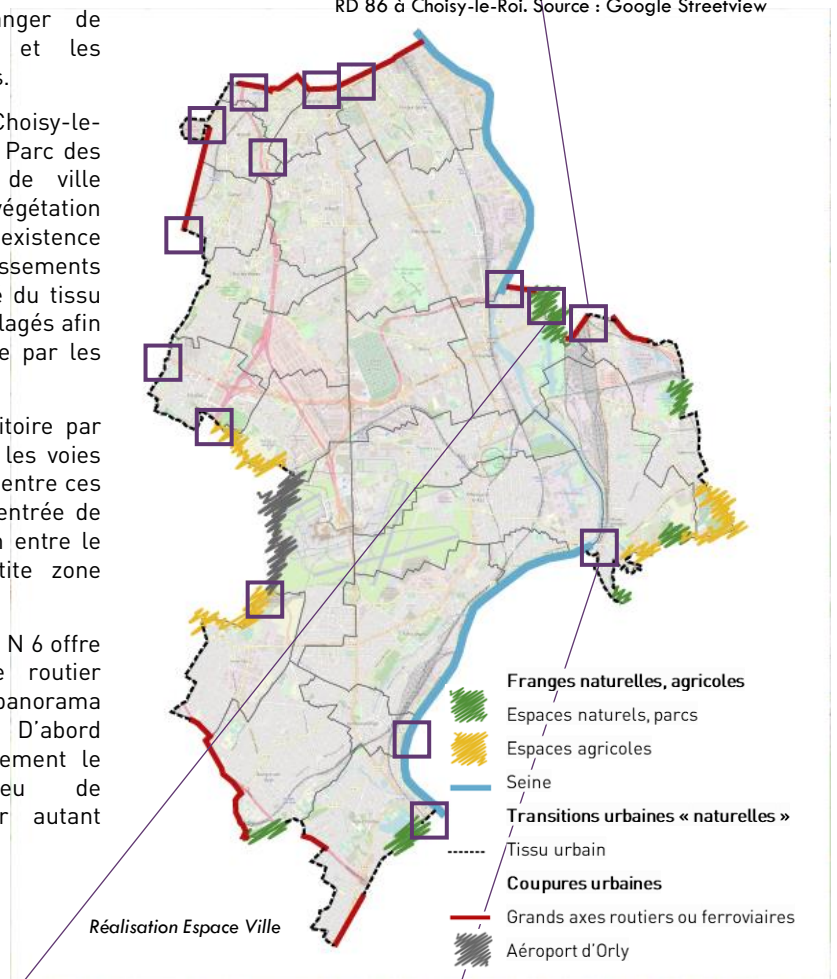 RD 86 à Choisy-le-Roi. Source : Google Streetview
anger de
et les
s.
Choisy-le-
Parc des
de ville
végétation
existence
ssements
e du tissu
lagés afin
e par les
itoire par
les voies
entre ces
entrée de
n entre le
tite zone
N 6 offre
e routier
panorama
D’abord
ement le
eu de
r autant
Franges naturelles, agricoles
Espaces naturels, parcs
Espaces agricoles
Seine
Transitions urbaines « naturelles »
Tissu urbain
Coupures urbaines
Grands axes routiers ou ferroviaires
Aéroport d’Orly
Réalisation Espace Ville